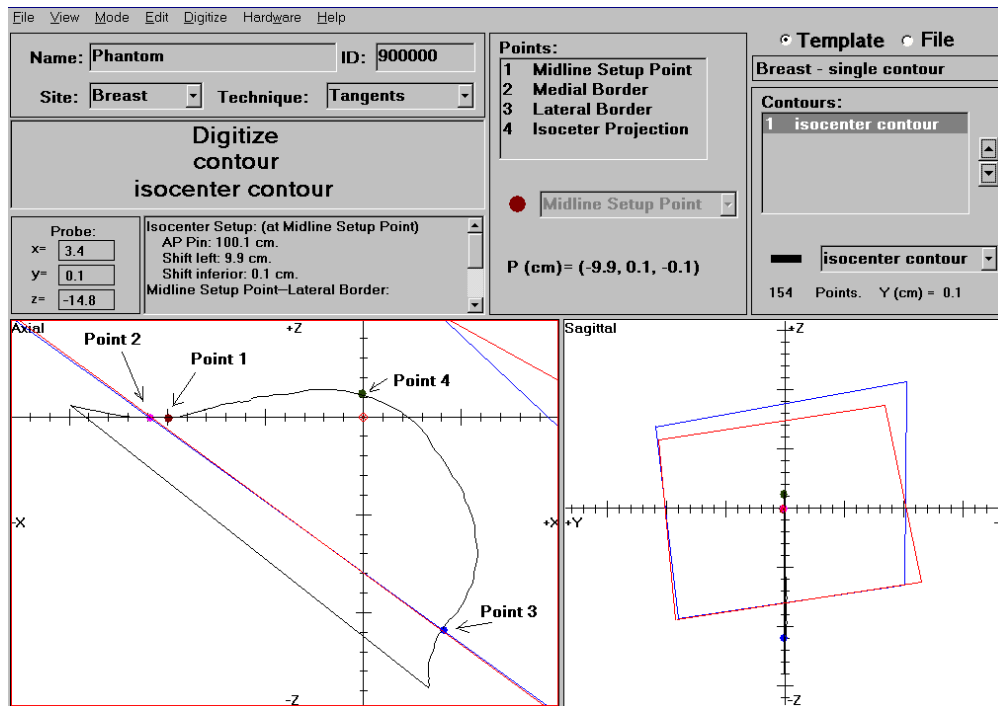 File View Mode Edit Digitize Hardware Help
Name: Phantom ID: 900000
Site: Breast Technique: Tangents
Digitize
contour
isocenter contour
Probe:
x= 3.4
y= 0.1
z= -14.8
Isocenter Setup: (at Midline Setup Point)
AP Pin: 100.1 cm.
Shift left: 9.9 cm.
Shift inferior: 0.1 cm.
Midline Setup Point—Lateral Border:
Points:
1 Midline Setup Point
2 Medial Border
3 Lateral Border
4 Isoceter Projection
Midline Setup Point
P (cm)= (-9.9, 0.1, -0.1)
Template File
Breast - single contour
Contours:
1 isocenter contour
isocenter contour
154 Points. Y (cm) = 0.1
Axial +Z
Point 2
Point 1
Point 4
-X +X
Point 3
-Z
Sagittal +Z
+Y
-Z